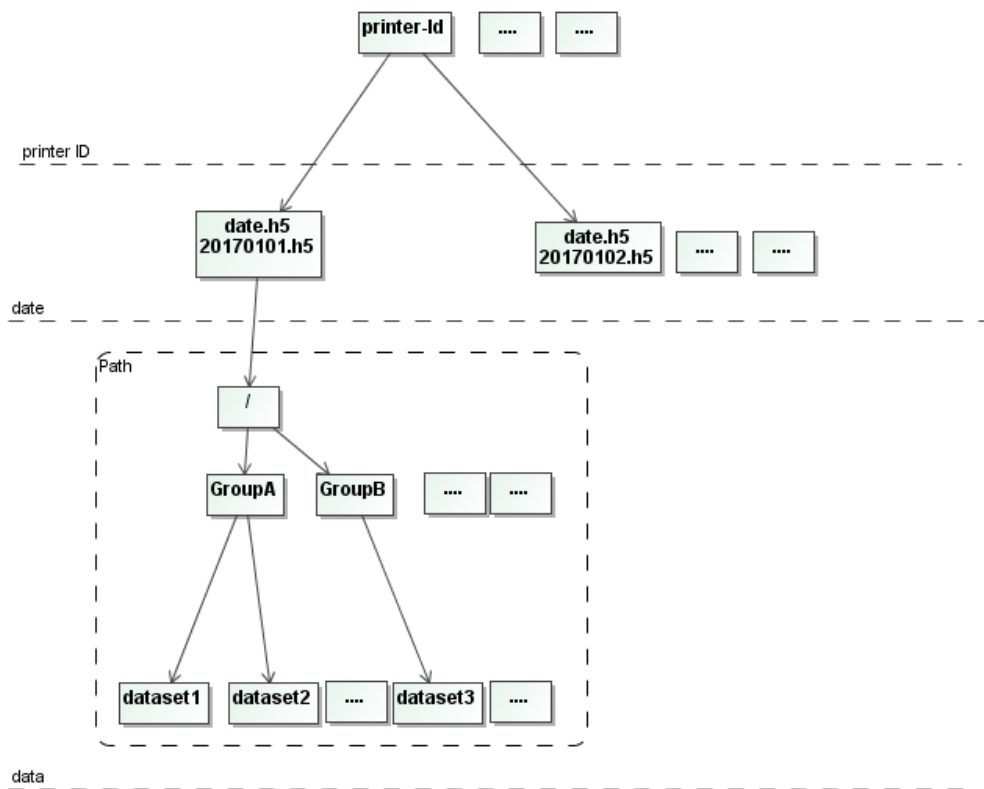 printer-Id
....
....
printer ID
date.h5
20170101.h5
date.h5
20170102.h5
....
....
date
Path
/
GroupA
GroupB
....
....
dataset1
dataset2
....
dataset3
....
data